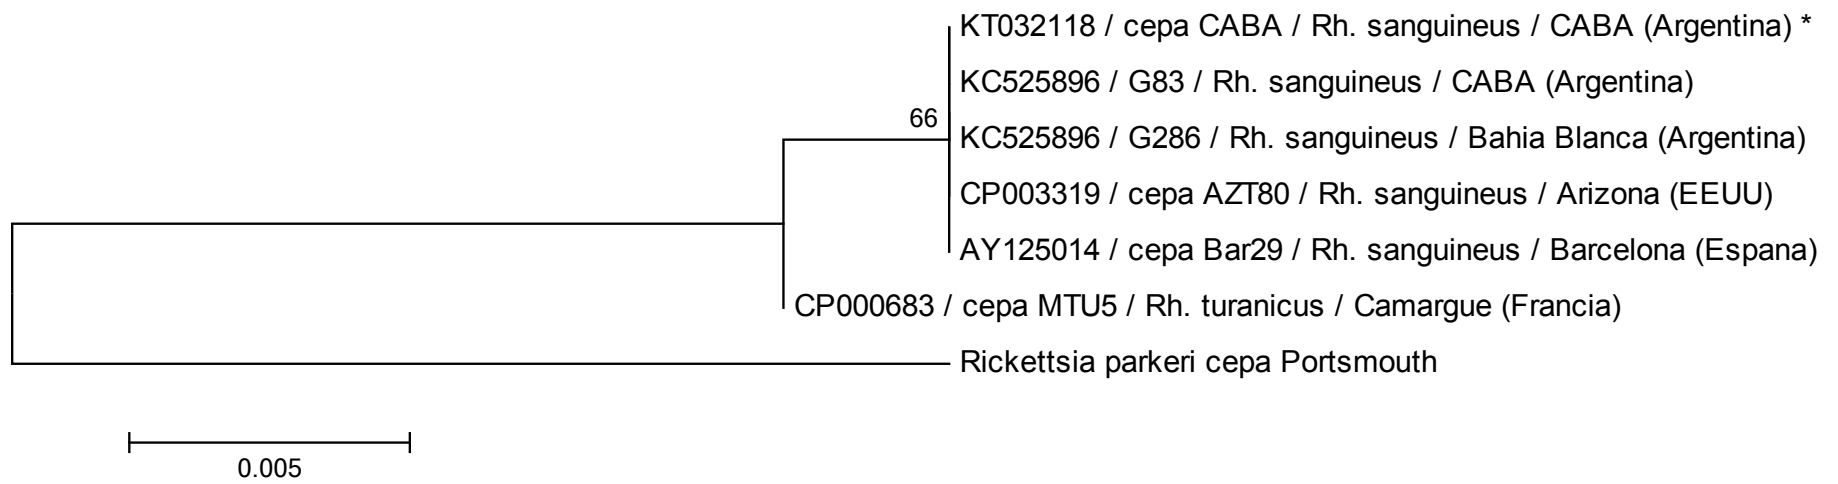 KT032118 / cepa CABA / Rh. sanguineus / CABA (Argentina) *
KC525896 / G83 / Rh. sanguineus / CABA (Argentina)
66
KC525896 / G286 / Rh. sanguineus / Bahia Blanca (Argentina)
CP003319 / cepa AZT80 / Rh. sanguineus / Arizona (EEUU)
AY125014 / cepa Bar29 / Rh. sanguineus / Barcelona (Espana)
CP000683 / cepa MTU5 / Rh. turanicus / Camargue (Francia)
Rickettsia parkeri cepa Portsmouth
0.005